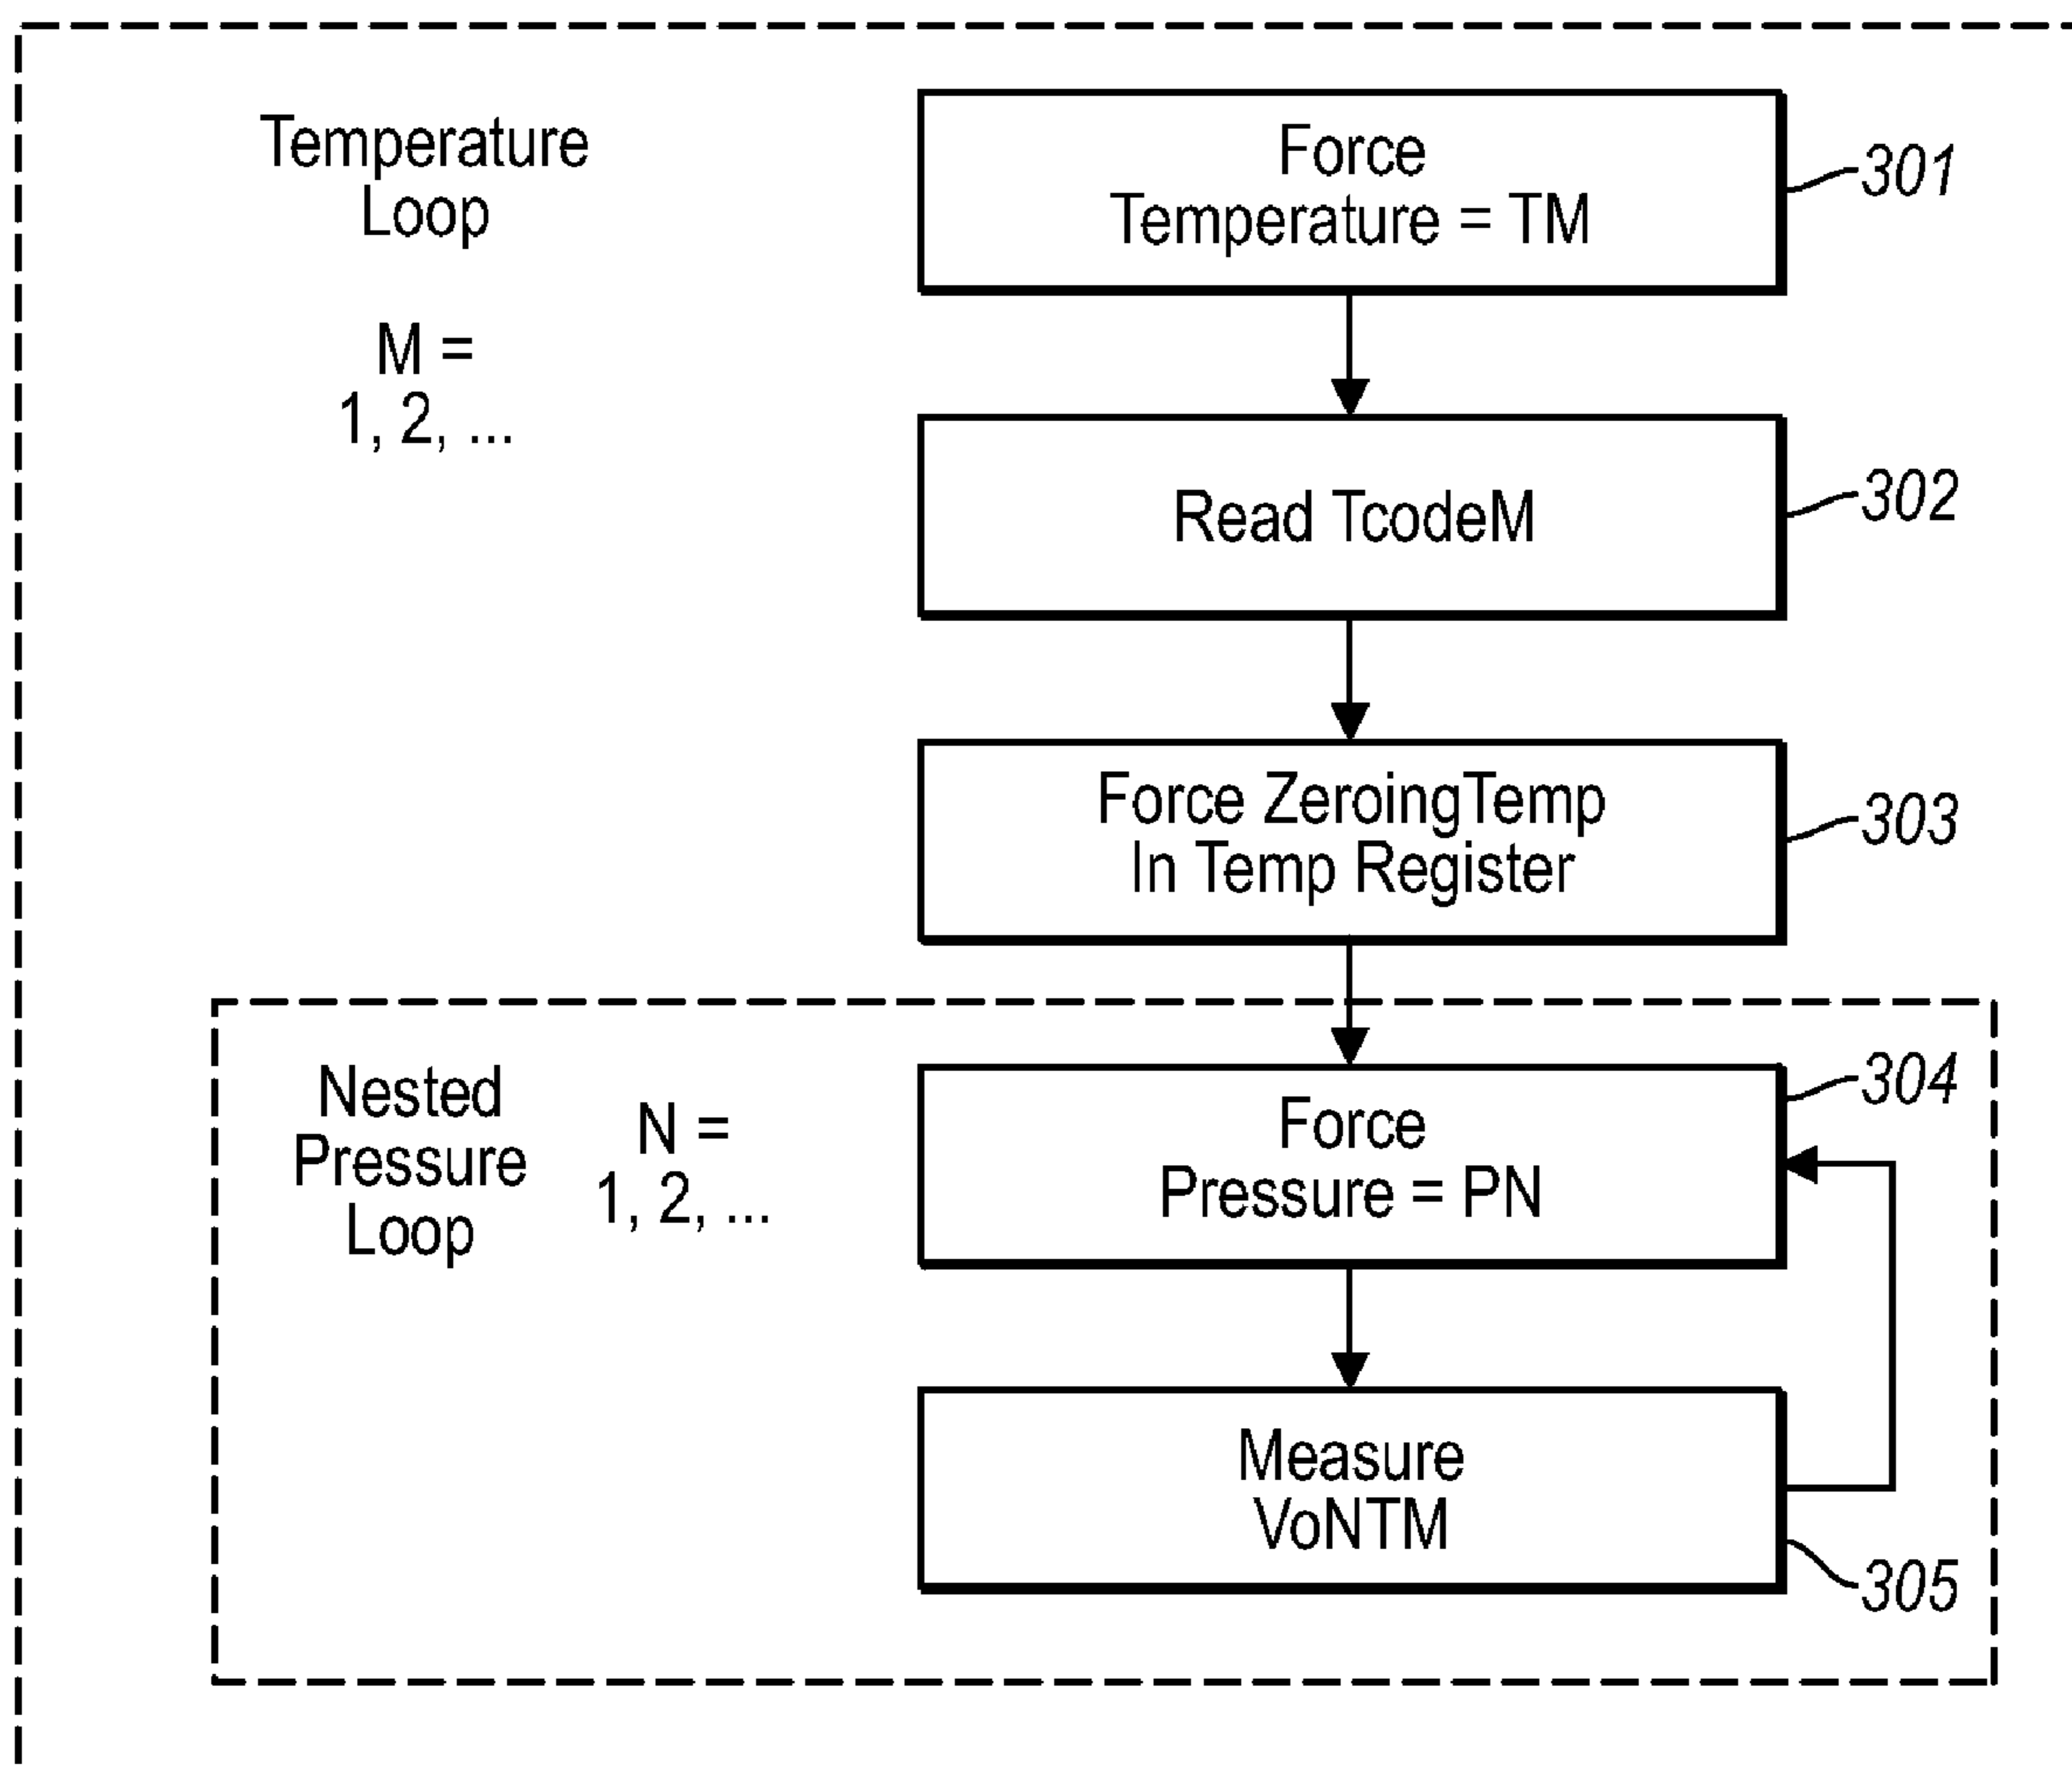 Temperature
Loop
M =
1, 2, ...
Force
Temperature = TM
301
Read TcodeM
302
Force ZeroingTemp
In Temp Register
303
Nested
Pressure
Loop
N =
1, 2, ...
Force
Pressure = PN
304
Measure
VoNTM
305